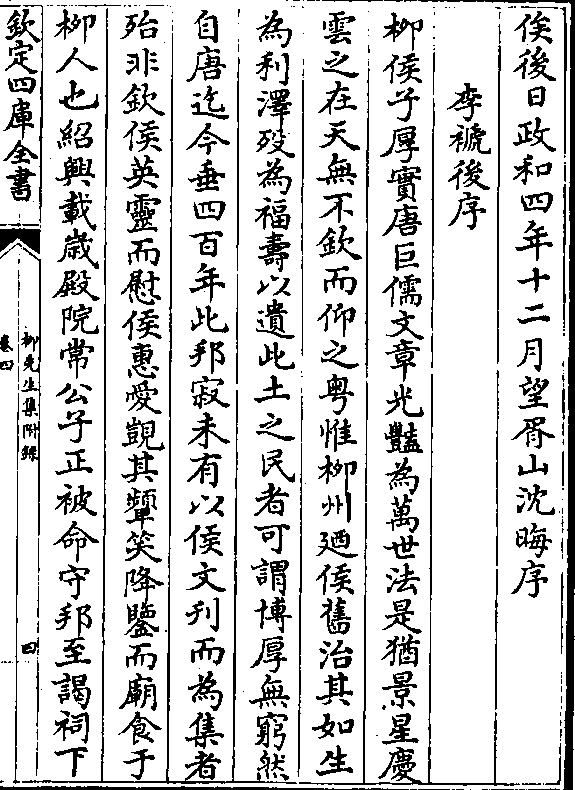 俟後日政和四年十二月望胥山沈晦序
李褫後序
柳侯子厚實唐巨儒文章光豔為萬世法是猶景星慶
雲之在天無不欽而仰之粤惟柳州廼侯舊治其如生
為利澤殁為福壽以遺此土之民者可謂博厚無窮然
自唐迄今垂四百年此邦寂未有以侯文刋而為集者
殆非欽侯英靈而慰侯惠愛覬其顰笑降鑒而廟食于
柳人也紹興載嵗殿院常公子正被命守邦至謁祠下
欽定四庫全書
柳先生集附錄
卷四
四